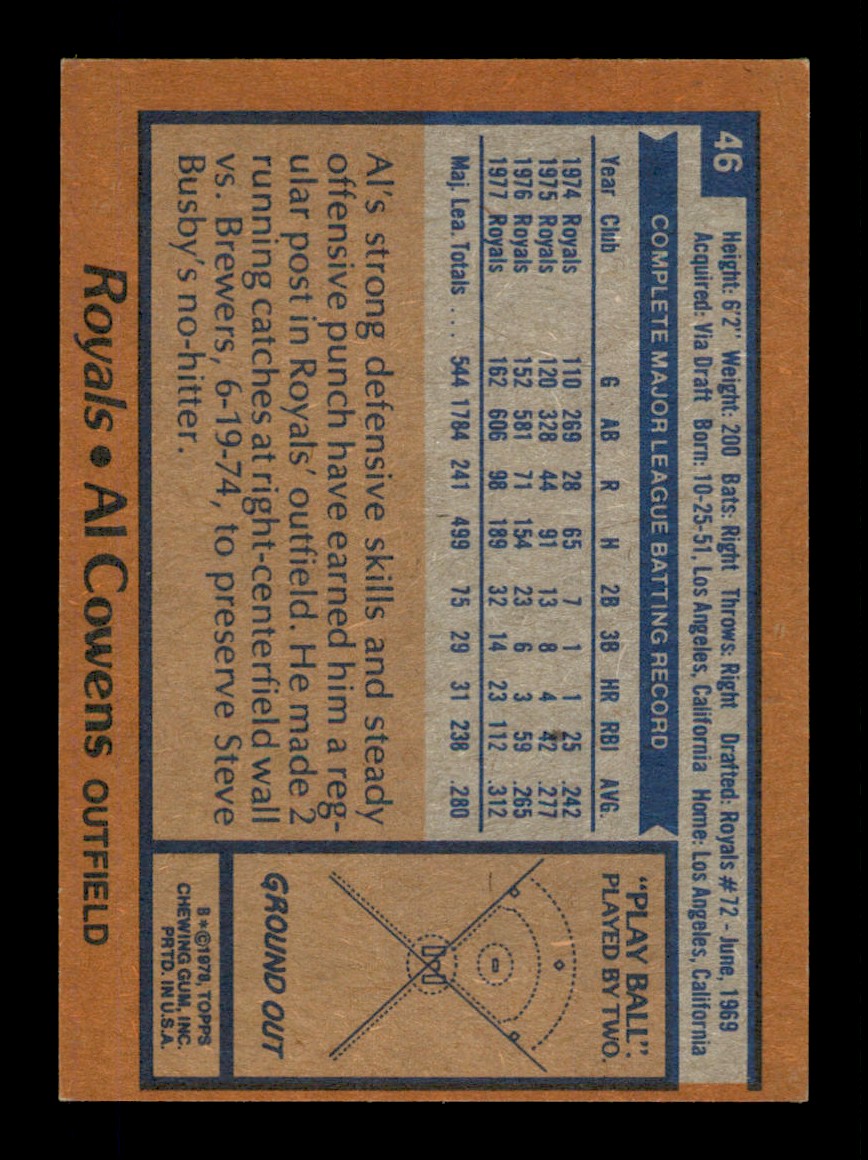 46
Height: 6'2" Weight: 200 Bats: Right Throws: Right Drafted: Royals #72 - June, 1969
Acquired: Via Draft Born: 10-25-51, Los Angeles, California Home: Los Angeles, California
COMPLETE MAJOR LEAGUE BATTING RECORD
Year Club G AB R H 2B 3B HR RBI AVG.
1974 Royals 110 269 28 65 7 1 1 25 .242
1975 Royals 120 328 44 91 13 8 4 42 .277
1976 Royals 152 581 71 154 23 6 3 59 .265
1977 Royals 162 606 98 189 32 14 23 112 .312
Maj. Lea. Totals . . . 544 1784 241 499 75 29 31 238 .280
Al's strong defensive skills and steady
offensive punch have earned him a reg-
ular post in Royals' outfield. He made 2
running catches at right-centerfield wall
vs. Brewers, 6-19-74, to preserve Steve
Busby's no-hitter.
"PLAY BALL".
PLAYED BY TWO.
GROUND OUT
B*©1978, TOPPS
CHEWING GUM, INC.
PRTD. IN U.S.A.
Royals • Al Cowens OUTFIELD